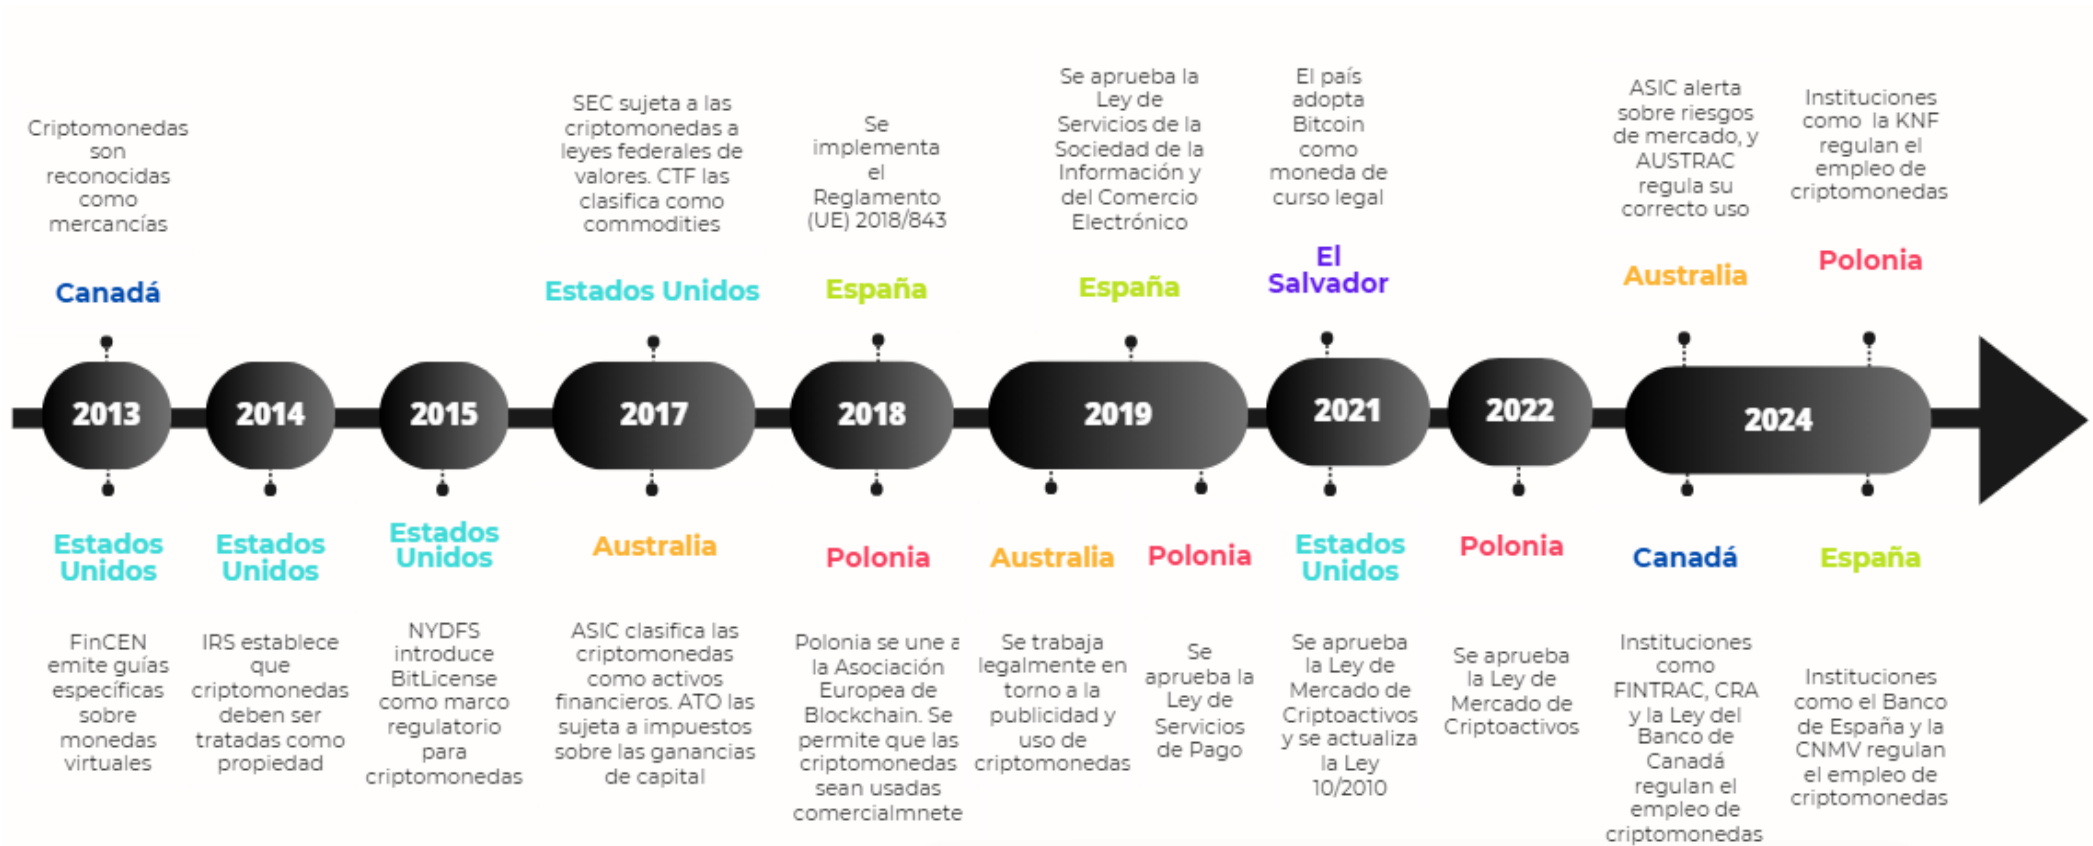 Criptomonedas
son
reconocidas
como
mercancías
Canadá
SEC sujeta a las
criptomonedas a
leyes federales de
valores. CTF las
clasifica como
commodities
Estados Unidos
Se
implementa
el
Reglamento
(UE) 2018/843
España
Se aprueba la
Ley de
Servicios de la
Sociedad de la
Información y
del Comercio
Electrónico
España
El país
adopta
Bitcoin
como
moneda de
curso legal
El
Salvador
ASIC alerta
sobre riesgos
de mercado, y
AUSTRAC
regula su
correcto uso
Australia
Instituciones
como la KNF
regulan el
empleo de
criptomonedas
Polonia
2013
2014
2015
2017
2018
2019
2021
2022
2024
Estados
Unidos
FinCEN
emite guías
específicas
sobre
monedas
virtuales
Estados
Unidos
IRS establece
que
criptomonedas
deben ser
tratadas como
propiedad
Estados
Unidos
NYDFS
introduce
BitLicense
como marco
regulatorio
para
criptomonedas
Australia
ASIC clasifica las
criptomonedas
como activos
financieros. ATO las
sujeta a impuestos
sobre las ganancias
de capital
Polonia
Polonia se une a
la Asociación
Europea de
Blockchain. Se
permite que las
criptomonedas
sean usadas
comercialmnete
Australia
Se trabaja
legalmente en
torno a la
publicidad y
uso de
criptomonedas
Polonia
Se
aprueba la
Ley de
Servicios
de Pago
Estados
Unidos
Se aprueba
la Ley de
Mercado de
Criptoactivos
y se actualiza
la Ley
10/2010
Polonia
Se aprueba
la Ley de
Mercado de
Criptoactivos
Canadá
Instituciones
como
FINTRAC, CRA
y la Ley del
Banco de
Canadá
regulan el
empleo de
criptomonedas
España
Instituciones
como el Banco
de España y la
CNMV regulan
el empleo de
criptomonedas